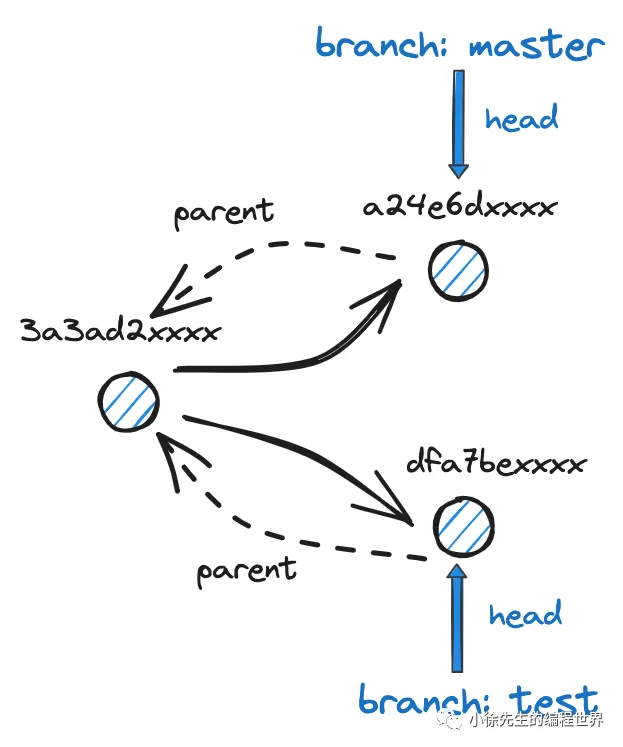 branch: master
head
a24e6dxxxx
parent
3a3ad2xxxx
dfa7bexxxx
parent
head
branch: test
小徐先生的编程世界